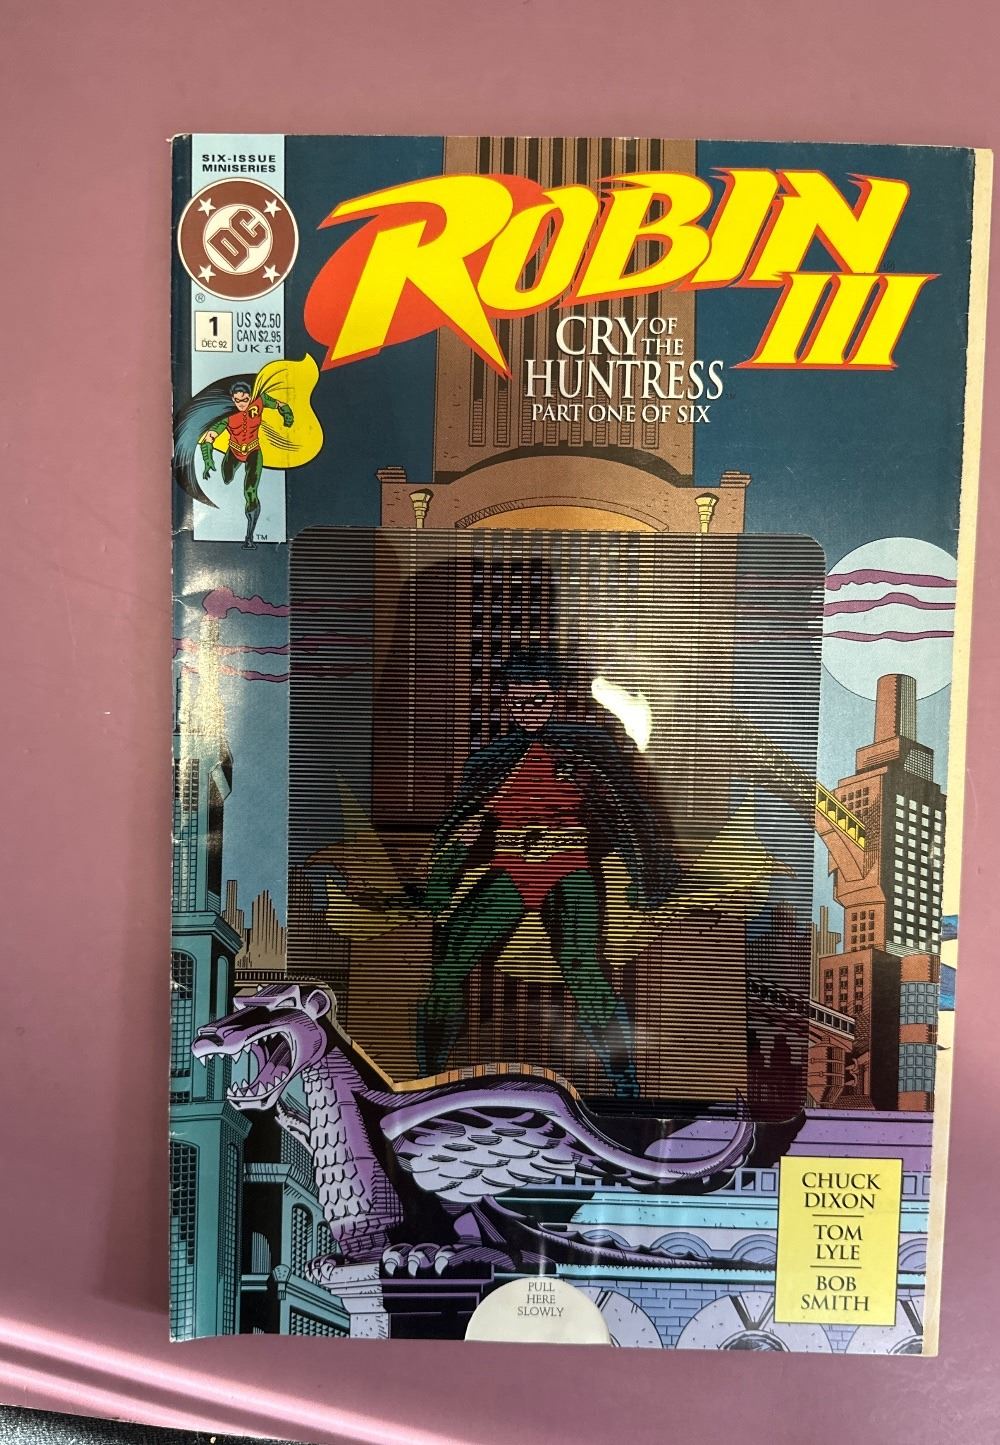 SIX-ISSUE
MINISERIES
DC
®
1
DEC 92
US $2.50
CAN $2.95
UK £1
R
TM
ROBIN
III
CRY OF THE
HUNTRESS
PART ONE OF SIX
CHUCK
DIXON
TOM
LYLE
BOB
SMITH
PULL
HERE
SLOWLY